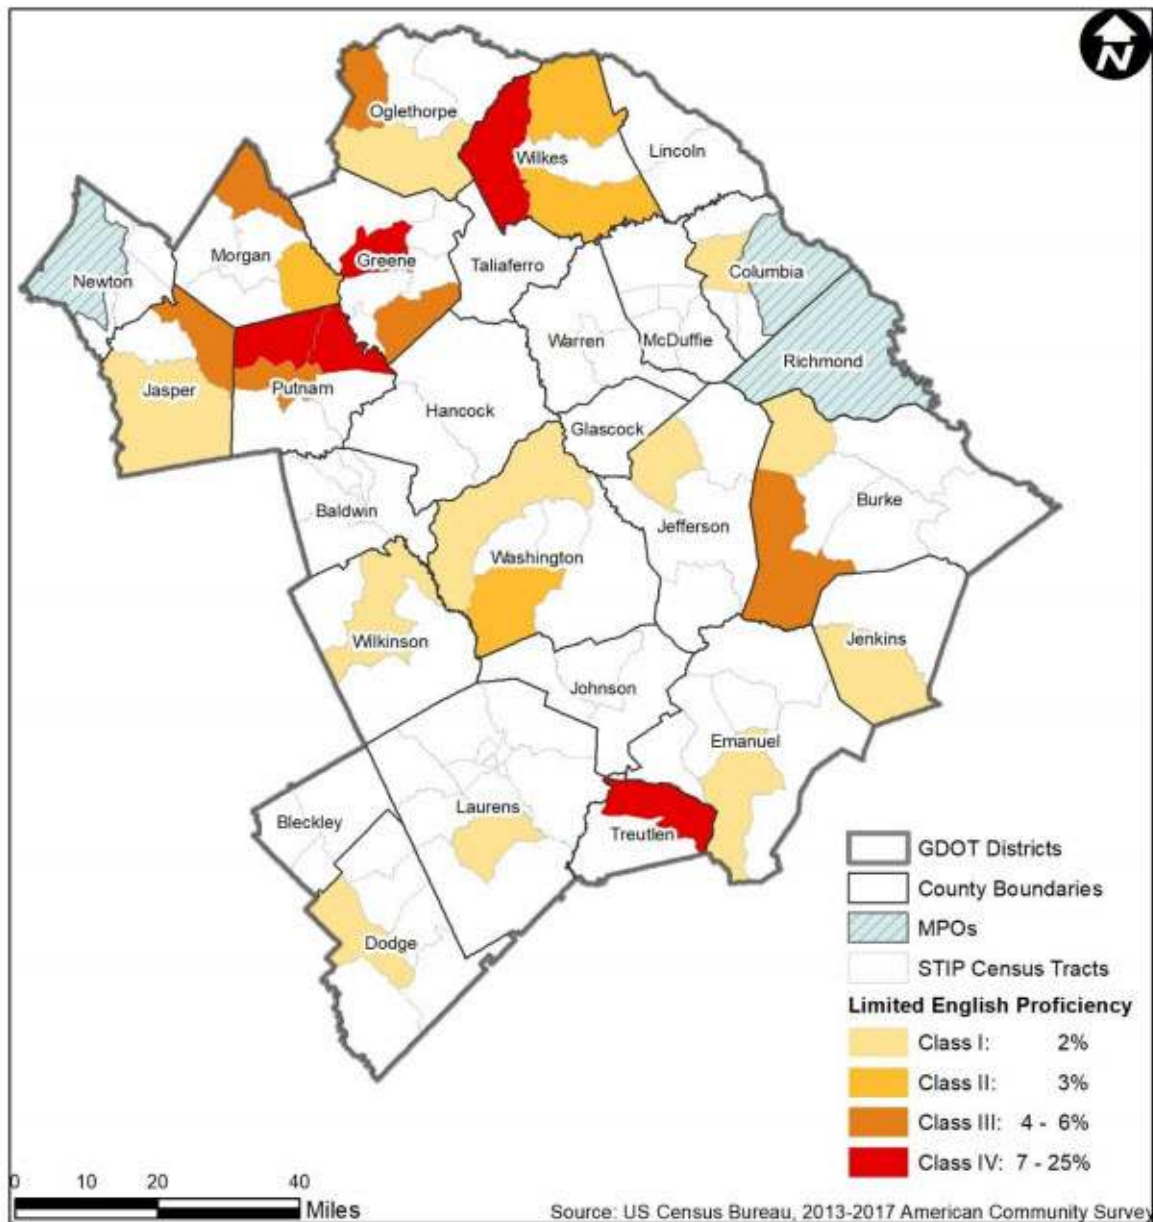 N
Oglethorpe
Wilkes
Lincoln
Morgan
Greene
Taliaferro
Columbia
Newton
Warren
McDuffie
Richmond
Jasper
Putnam
Hancock
Glascock
Baldwin
Burke
Jefferson
Washington
Wilkinson
Jenkins
Johnson
Emanuel
Laurens
Bleckley
Treutlen
Dodge
GDOT Districts
County Boundaries
MPOs
STIP Census Tracts
Limited English Proficiency
Class I: 2%
Class II: 3%
Class III: 4 - 6%
Class IV: 7 - 25%
0 10 20 40
Miles
Source: US Census Bureau, 2013-2017 American Community Survey